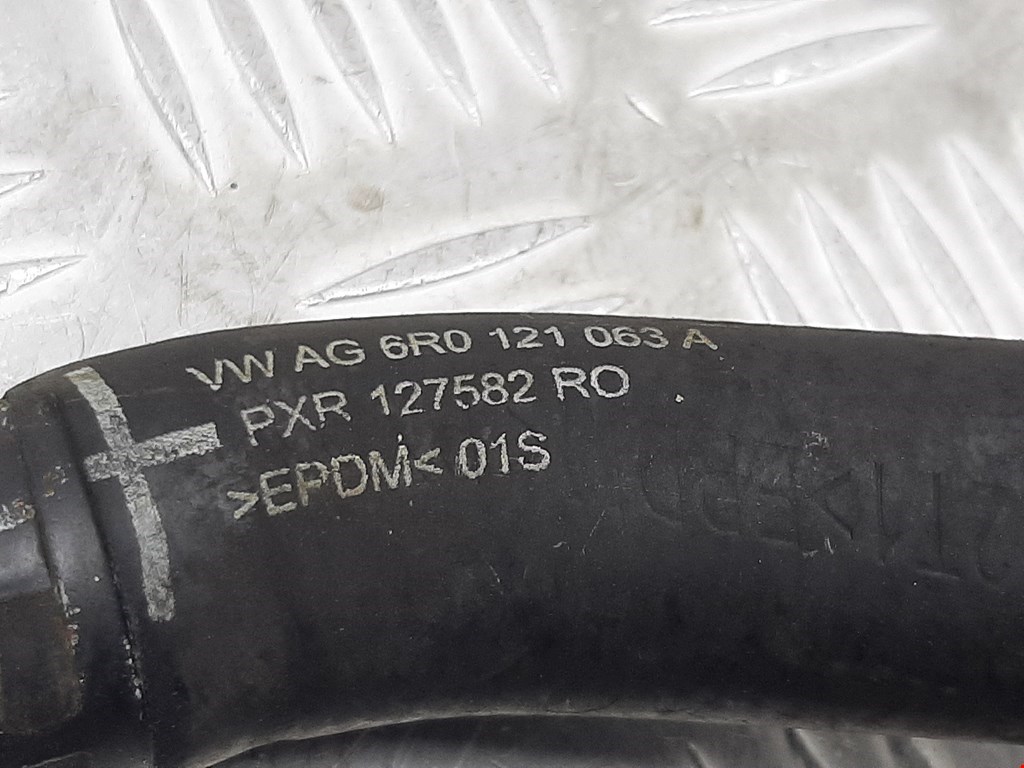 VW AG 6R0 121 063 A
PXR 127582 RO
>EPDM< 01S